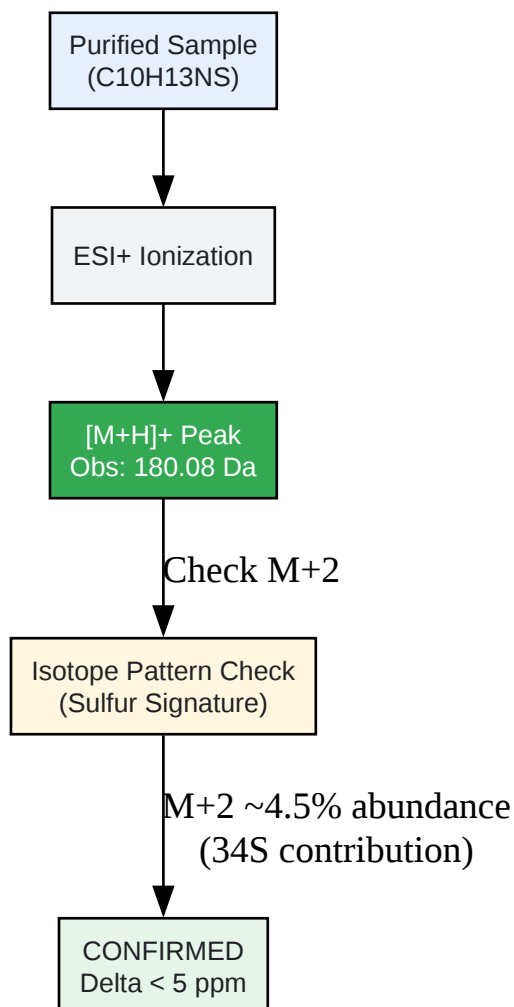 Purified Sample
(C10H13NS)
ESI+ Ionization
[M+H]+ Peak
Obs: 180.08 Da
Check M+2
Isotope Pattern Check
(Sulfur Signature)
M+2 ~4.5% abundance
(34S contribution)
CONFIRMED
Delta < 5 ppm